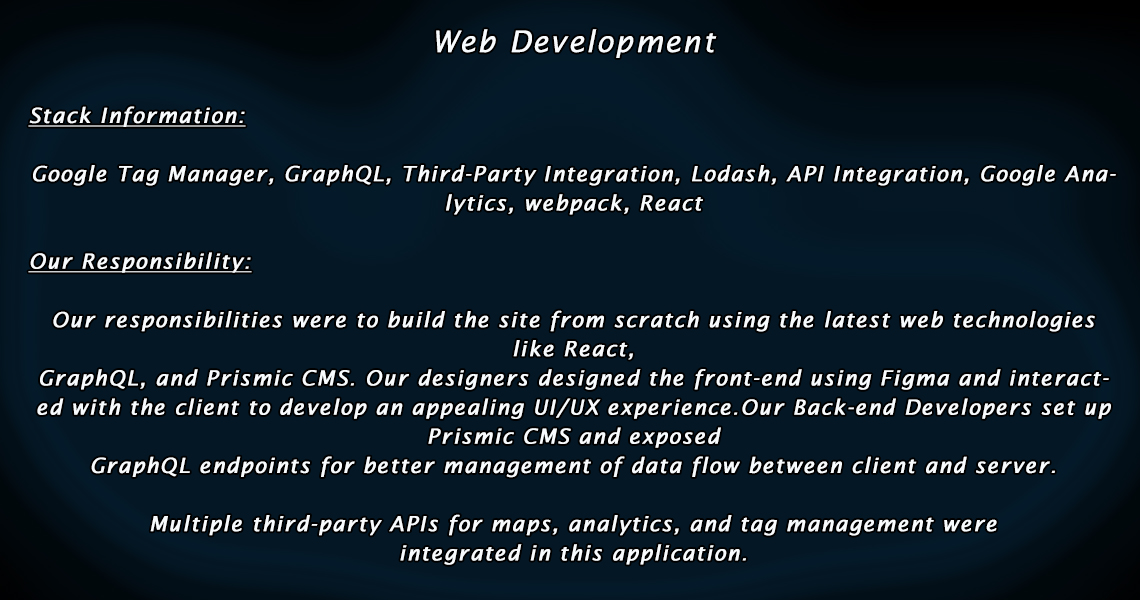 Web Development
Stack Information:
Google Tag Manager, GraphQL, Third-Party Integration, Lodash, API Integration, Google Ana-
lytics, webpack, React
Our Responsibility:
Our responsibilities were to build the site from scratch using the latest web technologies
like React,
GraphQL, and Prismic CMS. Our designers designed the front-end using Figma and interact-
ed with the client to develop an appealing UI/UX experience.Our Back-end Developers set up
Prismic CMS and exposed
GraphQL endpoints for better management of data flow between client and server.
Multiple third-party APIs for maps, analytics, and tag management were
integrated in this application.